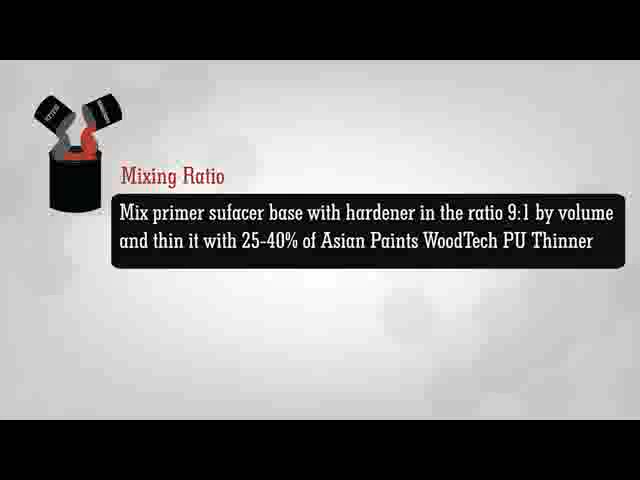 Mixing Ratio
Mix primer sufacer base with hardener in the ratio 9:1 by volume
and thin it with 25-40% of Asian Paints WoodTech PU Thinner